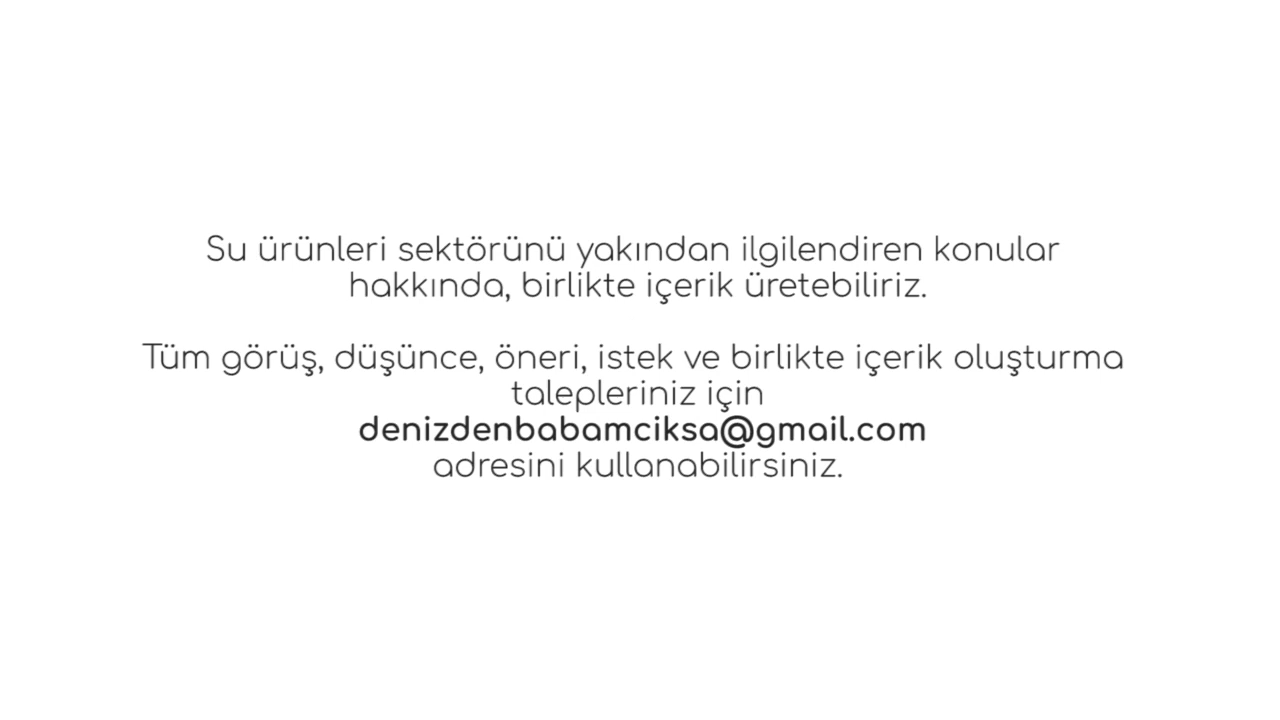 Su ürünleri sektörünü yakından ilgilendiren konular
hakkında, birlikte içerik üretebiliriz.
Tüm görüş, düşünce, öneri, istek ve birlikte içerik oluşturma
talepleriniz için
denizdenbabamciksa@gmail.com
adresini kullanabilirsiniz.